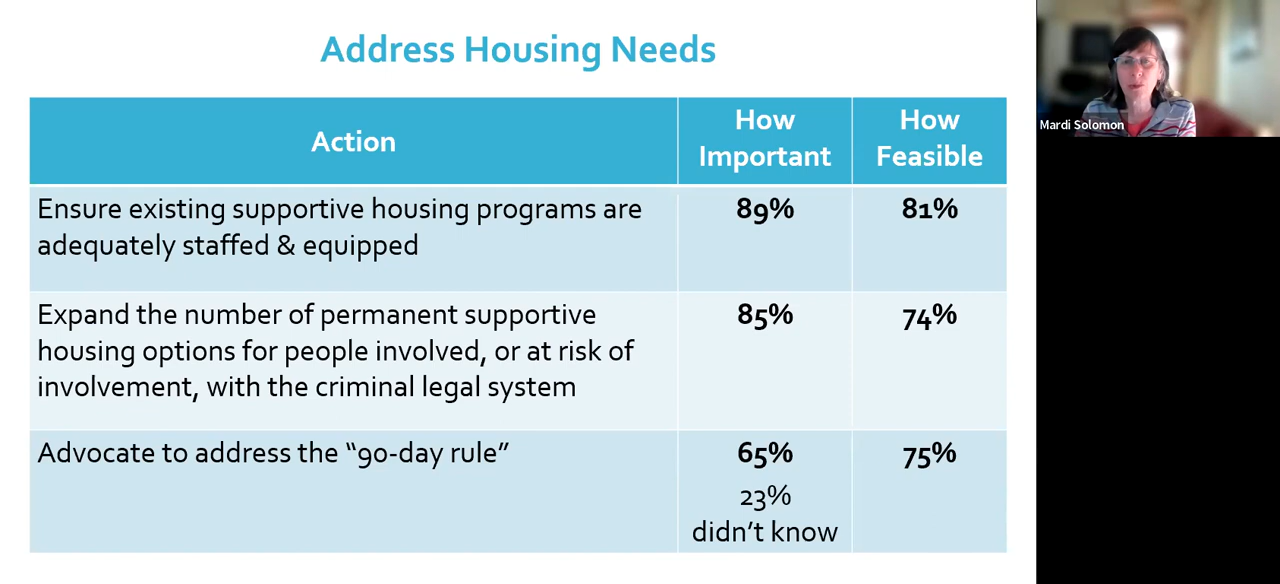 Address Housing Needs
Action
How
Important
How
Feasible
Ensure existing supportive housing programs are
adequately staffed & equipped
89%
81%
Expand the number of permanent supportive
housing options for people involved, or at risk of
involvement, with the criminal legal system
85%
74%
Advocate to address the “90-day rule”
65%
23%
didn’t know
75%
Mardi Solomon